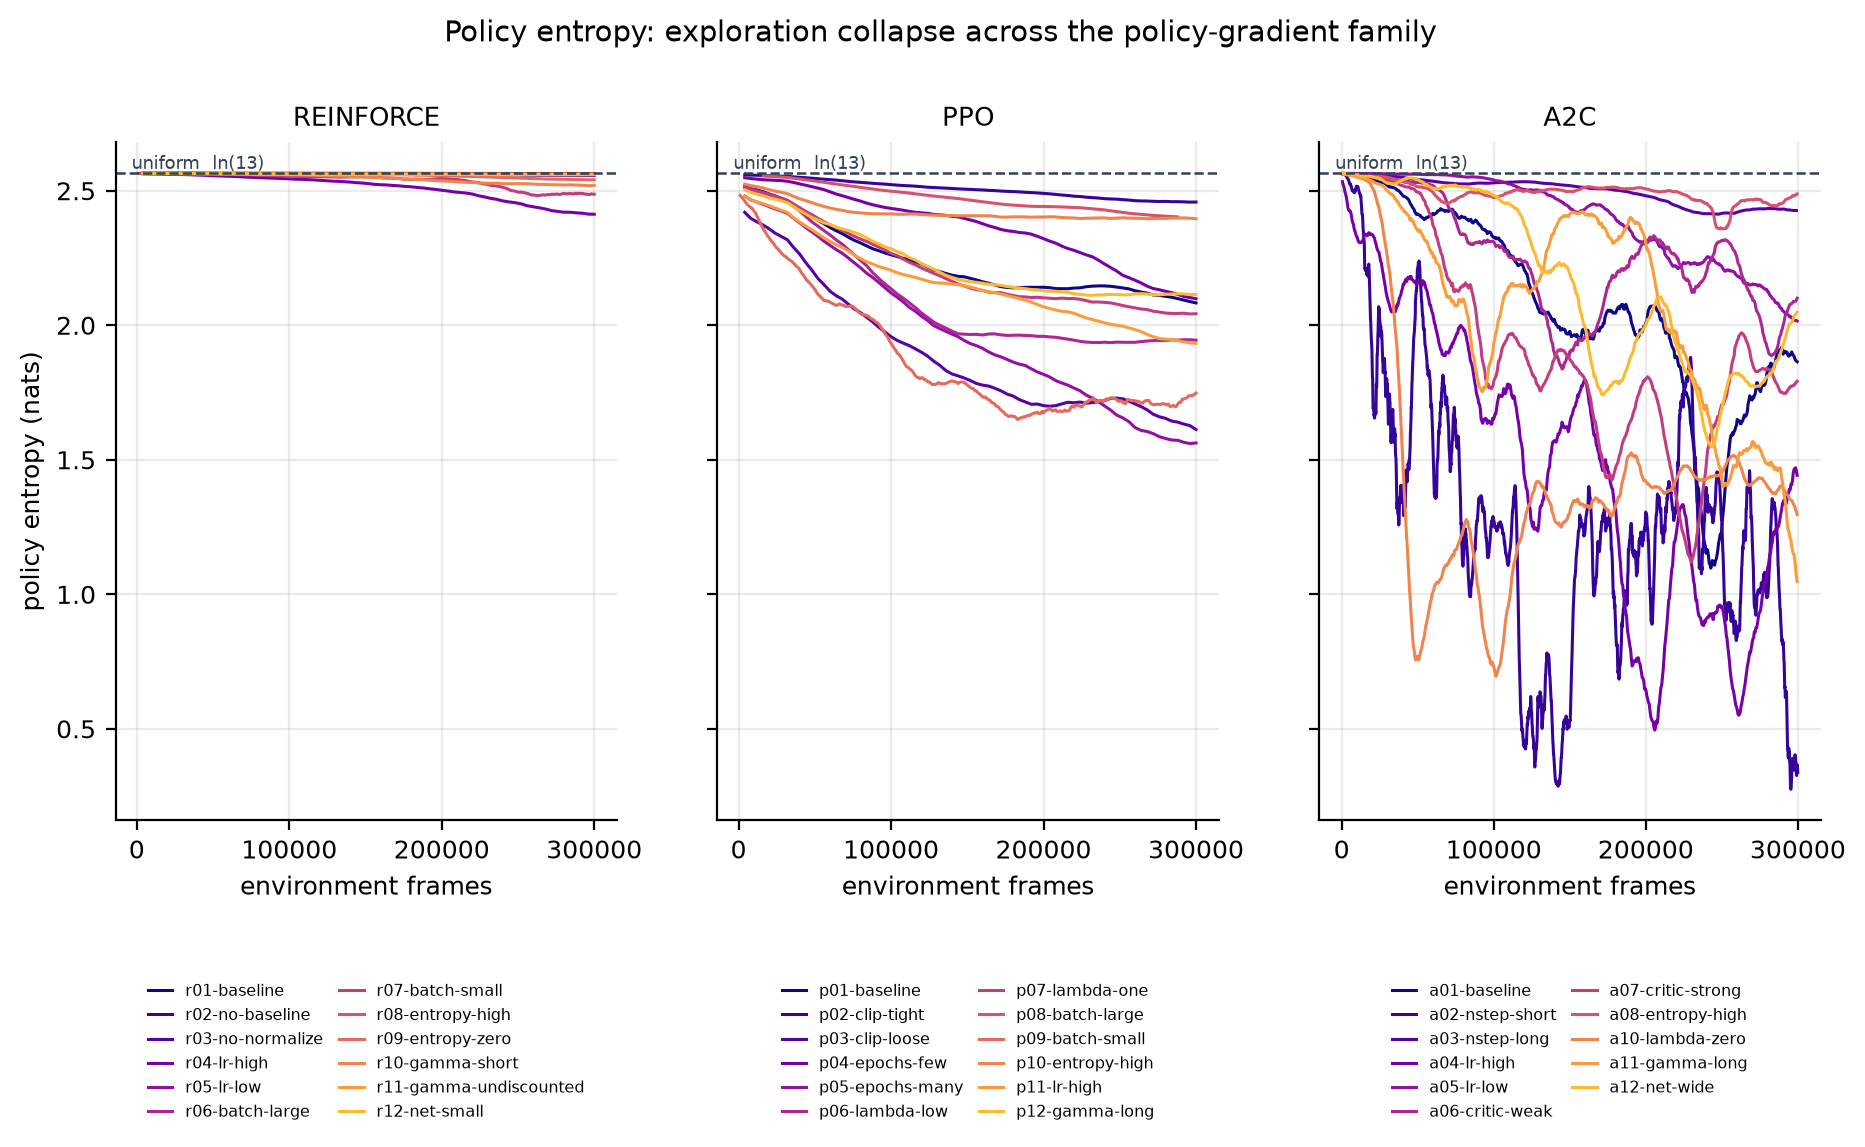 Policy entropy: exploration collapse across the policy-gradient family
REINFORCE
PPO
A2C
uniform ln(13)
uniform ln(13)
uniform ln(13)
policy entropy (nats)
2.5
2.0
1.5
1.0
0.5
0 100000 200000 300000
0 100000 200000 300000
0 100000 200000 300000
environment frames
environment frames
environment frames
r01-baseline
r02-no-baseline
r03-no-normalize
r04-lr-high
r05-lr-low
r06-batch-large
r07-batch-small
r08-entropy-high
r09-entropy-zero
r10-gamma-short
r11-gamma-undiscounted
r12-net-small
p01-baseline
p02-clip-tight
p03-clip-loose
p04-epochs-few
p05-epochs-many
p06-lambda-low
p07-lambda-one
p08-batch-large
p09-batch-small
p10-entropy-high
p11-lr-high
p12-gamma-long
a01-baseline
a02-nstep-short
a03-nstep-long
a04-lr-high
a05-lr-low
a06-critic-weak
a07-critic-strong
a08-entropy-high
a10-lambda-zero
a11-gamma-long
a12-net-wide